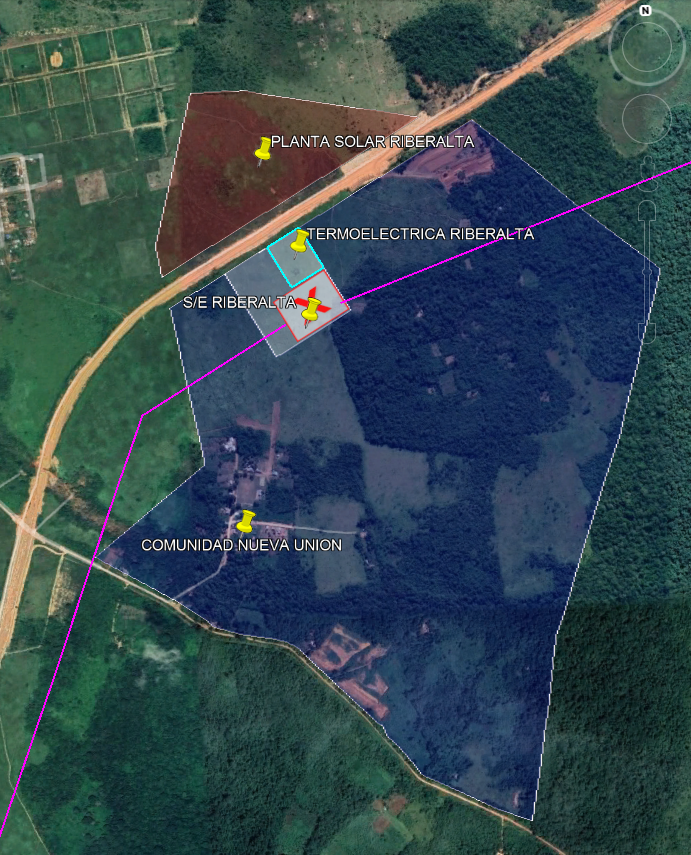 N
PLANTA SOLAR RIBERALTA
TERMOELECTRICA RIBERALTA
S/E RIBERALTA
COMUNIDAD NUEVA UNION